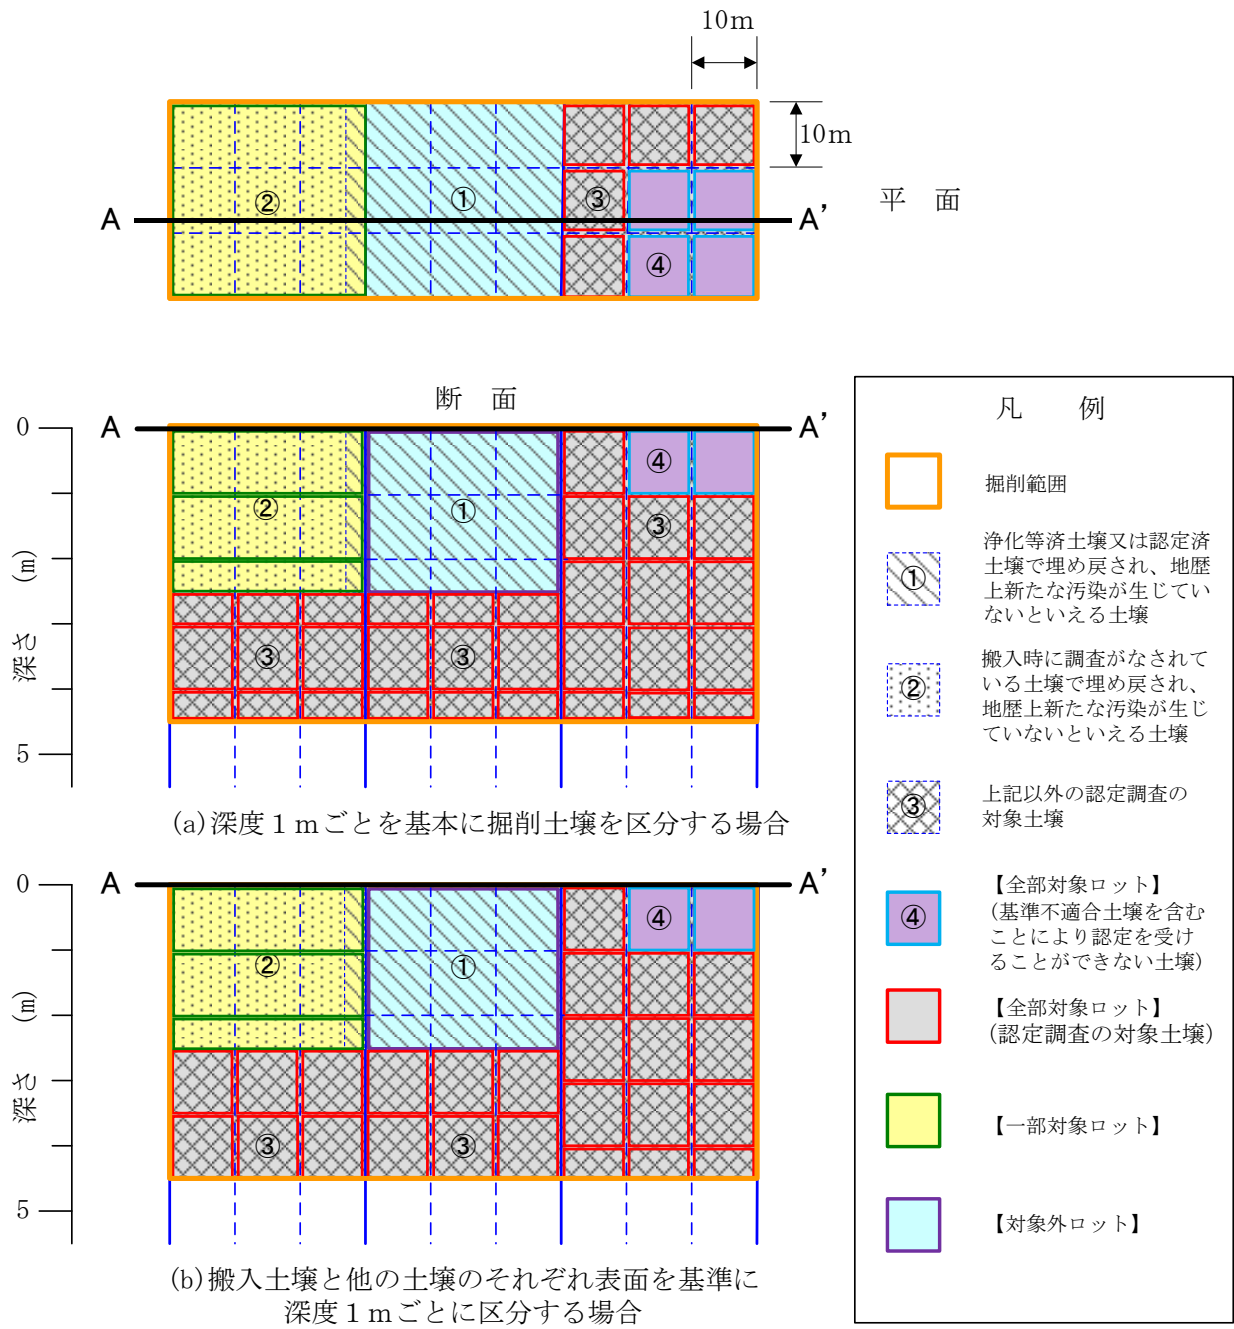 10m
10m
②
①
③
④
A
A’
平　面
断　面
0
A
A’
④
②
①
③
③
③
深さ (m)
5
(a)深度１ｍごとを基本に掘削土壌を区分する場合
0
A
A’
④
②
①
③
③
深さ (m)
5
(b)搬入土壌と他の土壌のそれぞれ表面を基準に
深度１ｍごとに区分する場合
凡　例
掘削範囲
①
浄化等済土壌又は認定済
土壌で埋め戻され、地歴
上新たな汚染が生じてい
ないといえる土壌
②
搬入時に調査がなされて
いる土壌で埋め戻され、
地歴上新たな汚染が生じ
ていないといえる土壌
③
上記以外の認定調査の
対象土壌
④
【全部対象ロット】
(基準不適合土壌を含む
ことにより認定を受け
ることができない土壌)
【全部対象ロット】
(認定調査の対象土壌)
【一部対象ロット】
【対象外ロット】